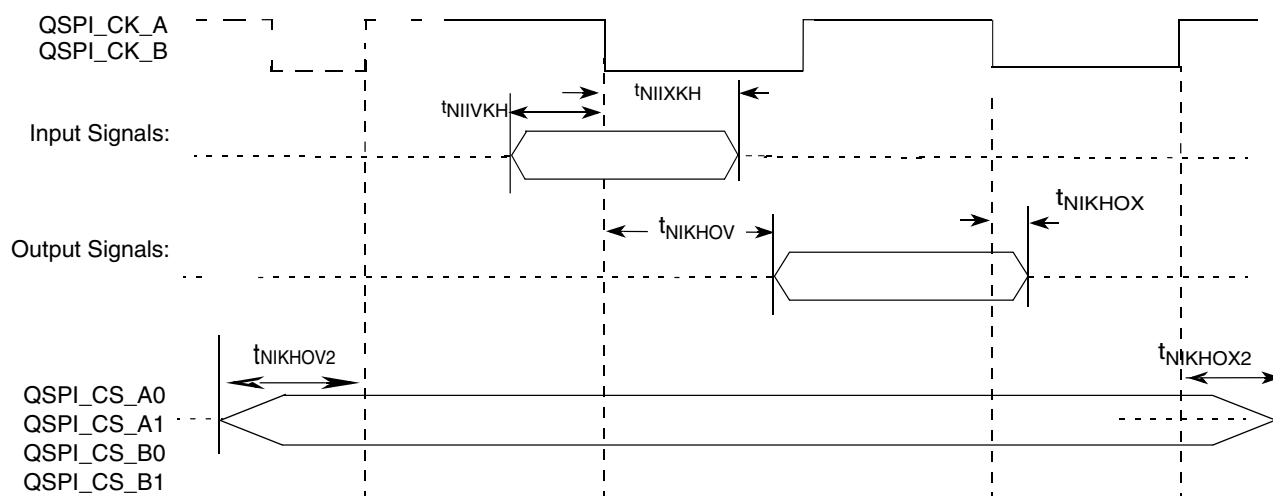 QSPI_CK_A
QSPI_CK_B
tNIIVKH
tNIIXKH
Input Signals:
tNIKHOX
tNIKHOV
Output Signals:
tNIKHOV2
tNIKHOX2
QSPI_CS_A0
QSPI_CS_A1
QSPI_CS_B0
QSPI_CS_B1